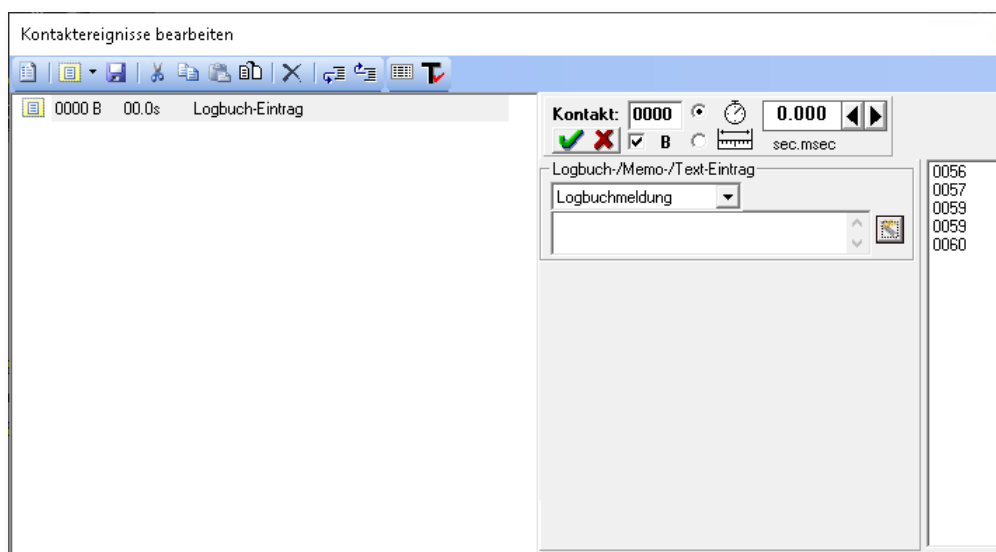 Kontaktereignisse bearbeiten
0000 B 00.0s Logbuch-Eintrag
Kontakt: 0000 0.000
B sec.msec
Logbuch-/Memo-/Text-Eintrag
Logbuchmeldung
0056
0057
0059
0059
0060